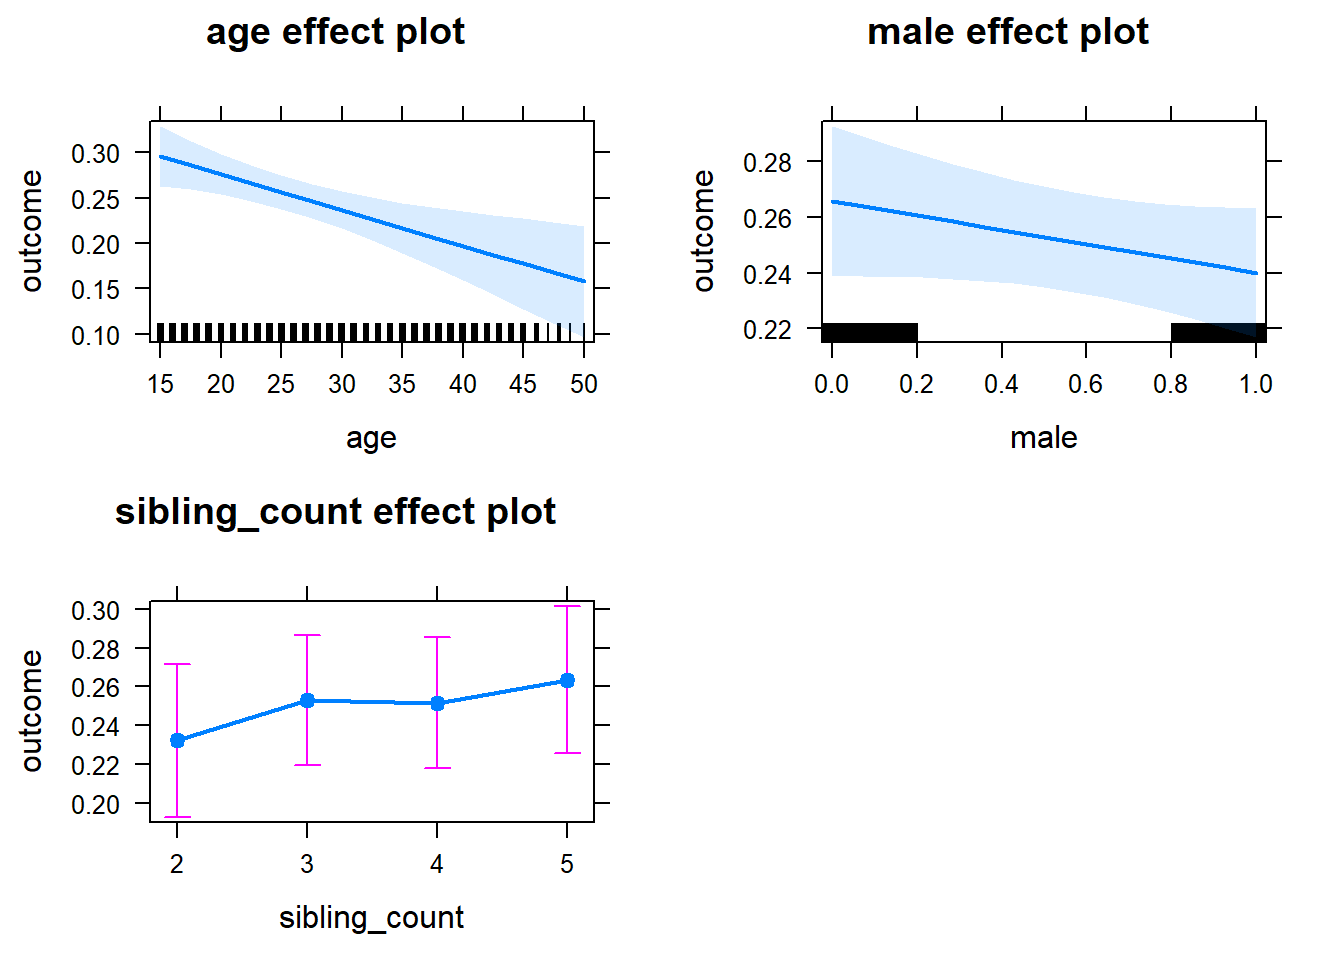 age effect plot
outcome
0.30
0.25
0.20
0.15
0.10
15 20 25 30 35 40 45 50
age
male effect plot
outcome
0.28
0.26
0.24
0.22
0.0 0.2 0.4 0.6 0.8 1.0
male
sibling_count effect plot
outcome
0.30
0.28
0.26
0.24
0.22
0.20
2 3 4 5
sibling_count